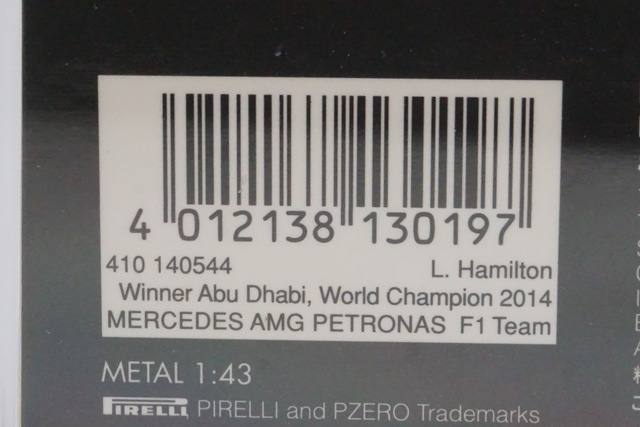 4 012138 130197
410 140544 L. Hamilton
Winner Abu Dhabi, World Champion 2014
MERCEDES AMG PETRONAS F1 Team
METAL 1:43
PIRELLI PIRELLI and PZERO Trademarks